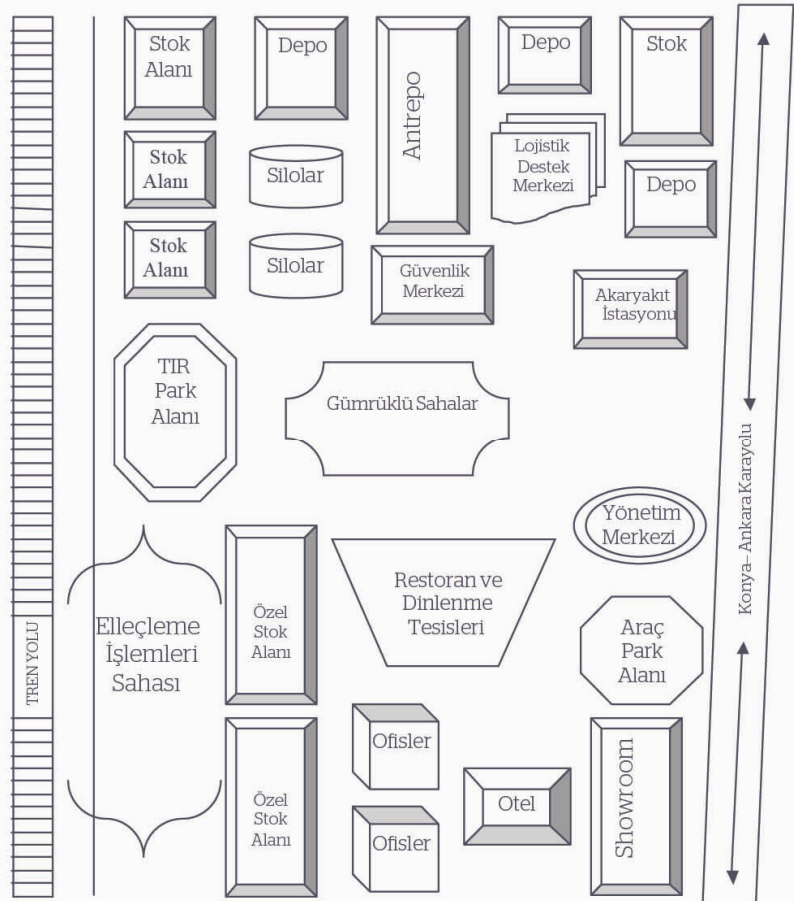 Stok
Alanı
Depo
Antrepo
Depo
Stok
Stok
Alanı
Silolar
Lojistik
Destek
Merkezi
Depo
Stok
Alanı
Silolar
Güvenlik
Merkezi
Akaryakıt
İstasyonu
TIR
Park
Alanı
Gümrüklü Sahalar
Konya – Ankara Karayolu
Yönetim
Merkezi
TREN YOLU
Elleçleme
İşlemleri
Sahası
Özel
Stok
Alanı
Restoran ve
Dinlenme
Tesisleri
Araç
Park
Alanı
Ofisler
Özel
Stok
Alanı
Otel
Showroom
Ofisler